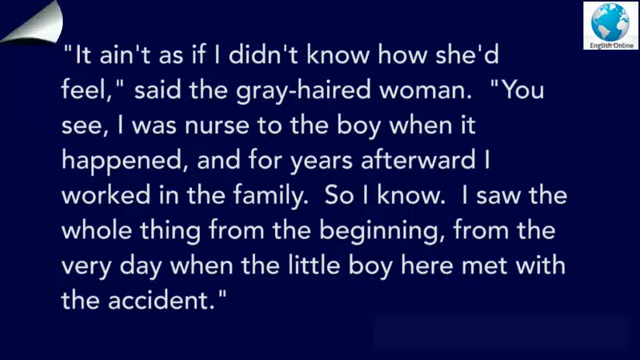 English Online
"It ain't as if I didn't know how she'd
feel," said the gray-haired woman.  "You
see, I was nurse to the boy when it
happened, and for years afterward I
worked in the family.  So I know.  I saw the
whole thing from the beginning, from the
very day when the little boy here met with
the accident."